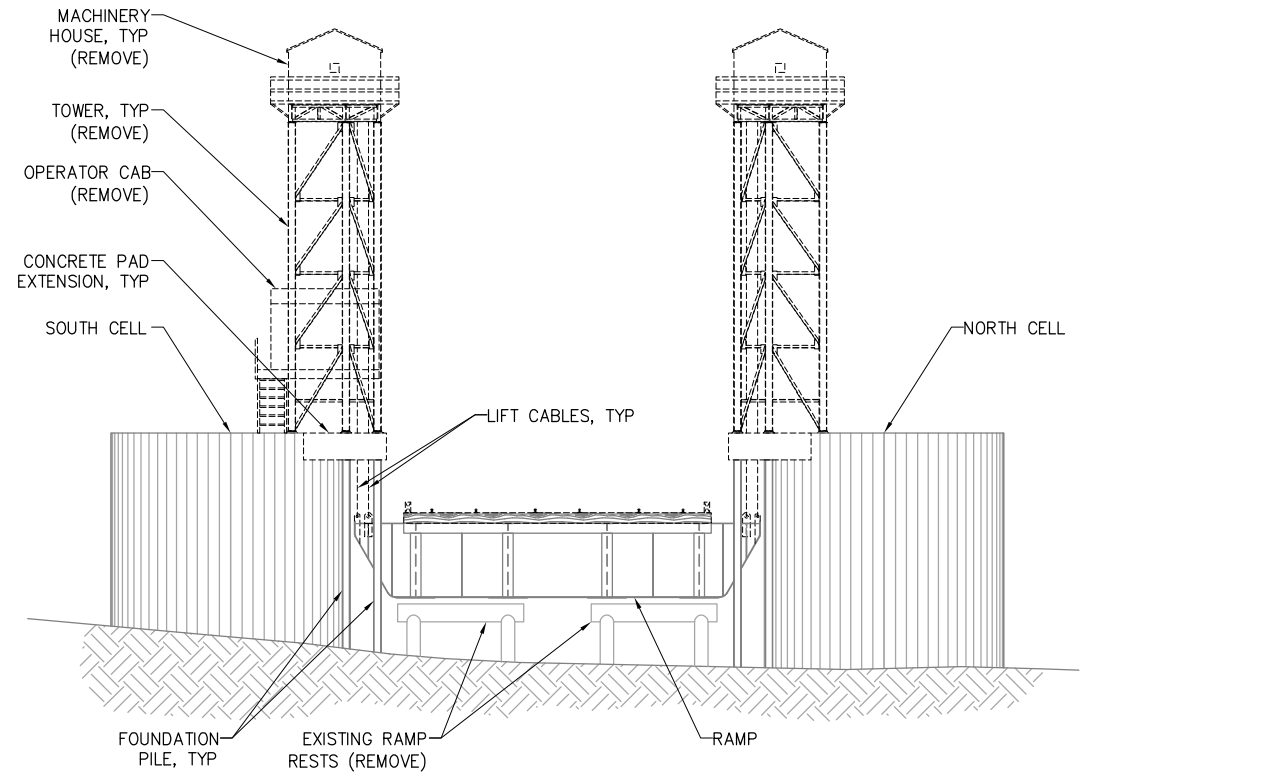 MACHINERY
HOUSE, TYP
(REMOVE)
TOWER, TYP
(REMOVE)
OPERATOR CAB
(REMOVE)
CONCRETE PAD
EXTENSION, TYP
SOUTH CELL
NORTH CELL
LIFT CABLES, TYP
FOUNDATION
PILE, TYP
EXISTING RAMP
RESTS (REMOVE)
RAMP